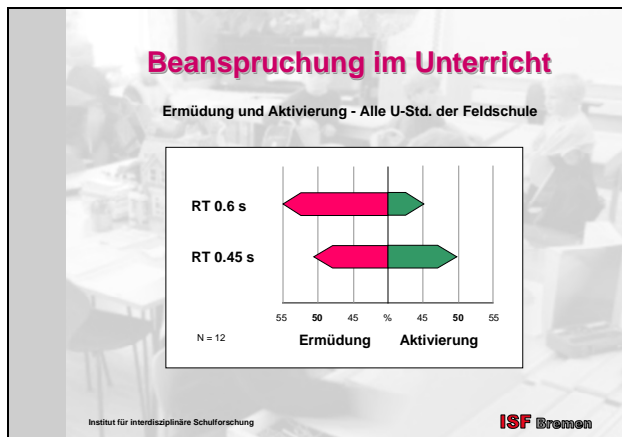 Beanspruchung im Unterricht
Ermüdung und Aktivierung - Alle U-Std. der Feldschule
RT 0.6 s
RT 0.45 s
55 50 45 % 45 50 55
N = 12 Ermüdung Aktivierung
Institut für interdisziplinäre Schulforschung ISF Bremen